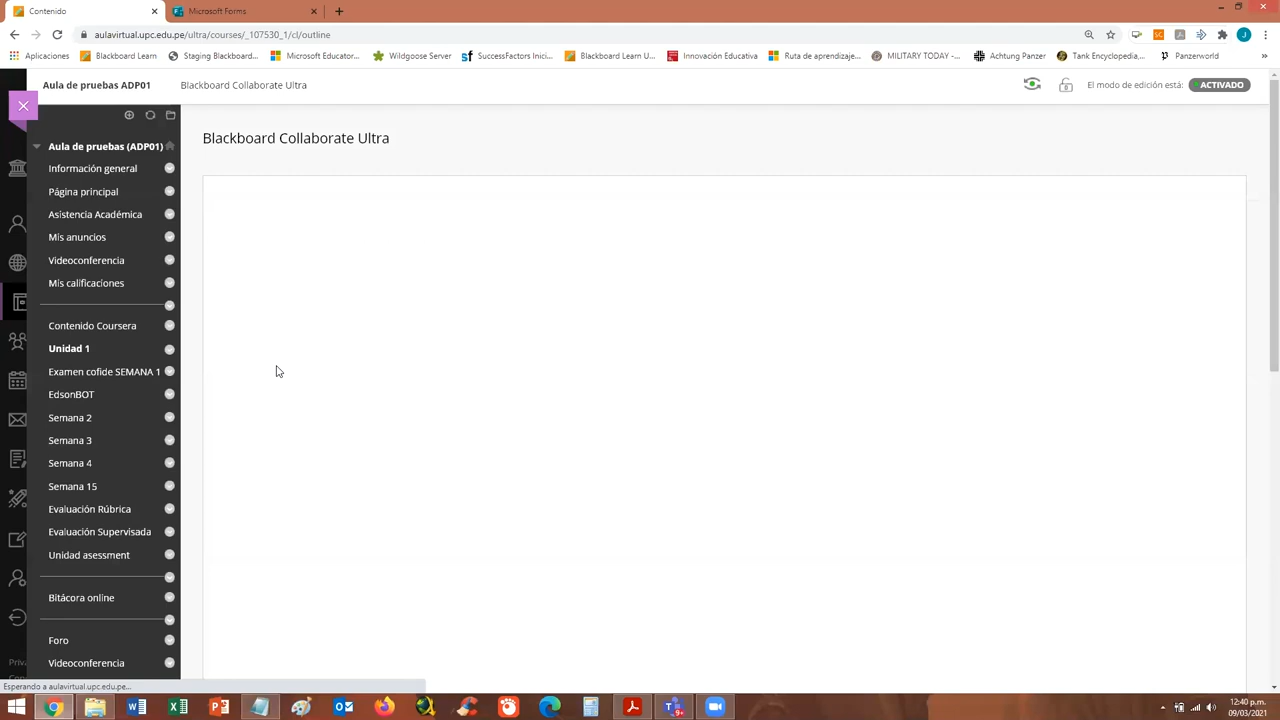 Contenido
Microsoft Forms
aulavirtual.upc.edu.pe/ultra/courses/_107530_1/cl/outline
Aplicaciones
Blackboard Learn
Staging Blackboard...
Microsoft Educator...
Wildgoose Server
SuccessFactors Inici...
Blackboard Learn U...
Innovación Educativa
Ruta de aprendizaje...
MILITARY TODAY -...
Achtung Panzer
Tank Encyclopedia,...
Panzerworld
Aula de pruebas ADP01
Blackboard Collaborate Ultra
El modo de edición está:
ACTIVADO
Aula de pruebas (ADP01)
Información general
Página principal
Asistencia Académica
Mis anuncios
Videoconferencia
Mis calificaciones
Contenido Coursera
Unidad 1
Examen cofide SEMANA 1
EdsonBOT
Semana 2
Semana 3
Semana 4
Semana 15
Evaluación Rúbrica
Evaluación Supervisada
Unidad asessment
Bitácora online
Foro
Videoconferencia
Blackboard Collaborate Ultra
Priva
Esperando a aulavirtual.upc.edu.pe...
12:40 p.m.
09/03/2021